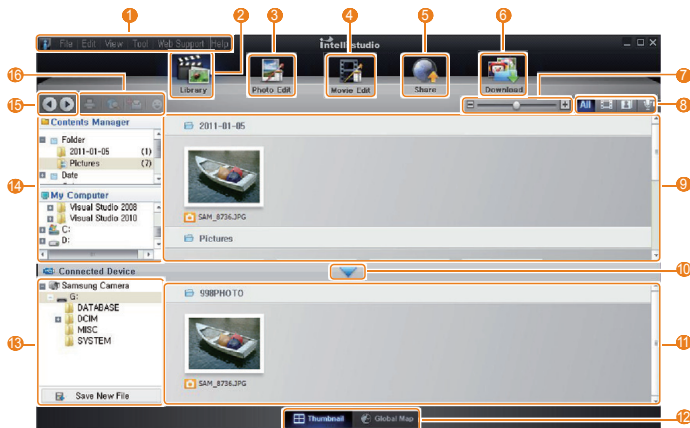 1 2 3 4 5 6
File Edit View Tool Web Support Help
Intelli-studio
Library Photo Edit Movie Edit Share Download
16 7
15 All 8
Contents Manager
2011-01-05
Folder
2011-01-05 (1)
Pictures (7)
Date
14 9
My Computer
Visual Studio 2008
Visual Studio 2010
C:
D:
SAM_8736.JPG
Pictures
Connected Device 10
Samsung Camera
G:
DATABASE
DCIM
MISC
SYSTEM
998PHOTO
13 11
SAM_8736.JPG
Save New File
Thumbnail Global Map 12